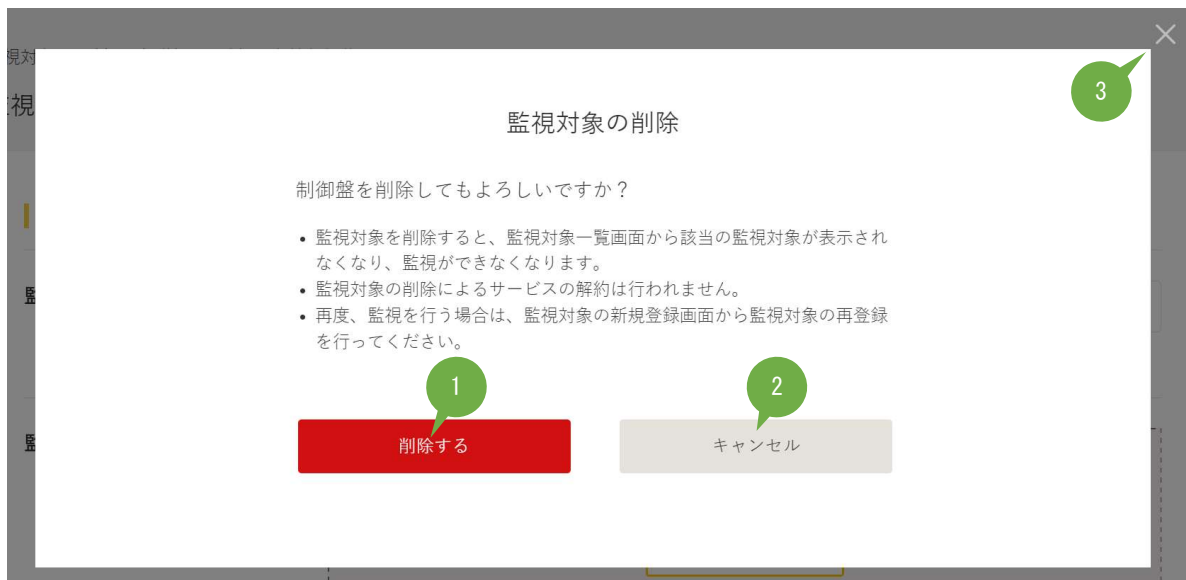 視対
視
3
監視対象の削除
制御盤を削除してもよろしいですか？
• 監視対象を削除すると、監視対象一覧画面から該当の監視対象が表示され
なくなり、監視ができなくなります。
• 監視対象の削除によるサービスの解約は行われません。
• 再度、監視を行う場合は、監視対象の新規登録画面から監視対象の再登録
を行ってください。
1
2
削除する
キャンセル